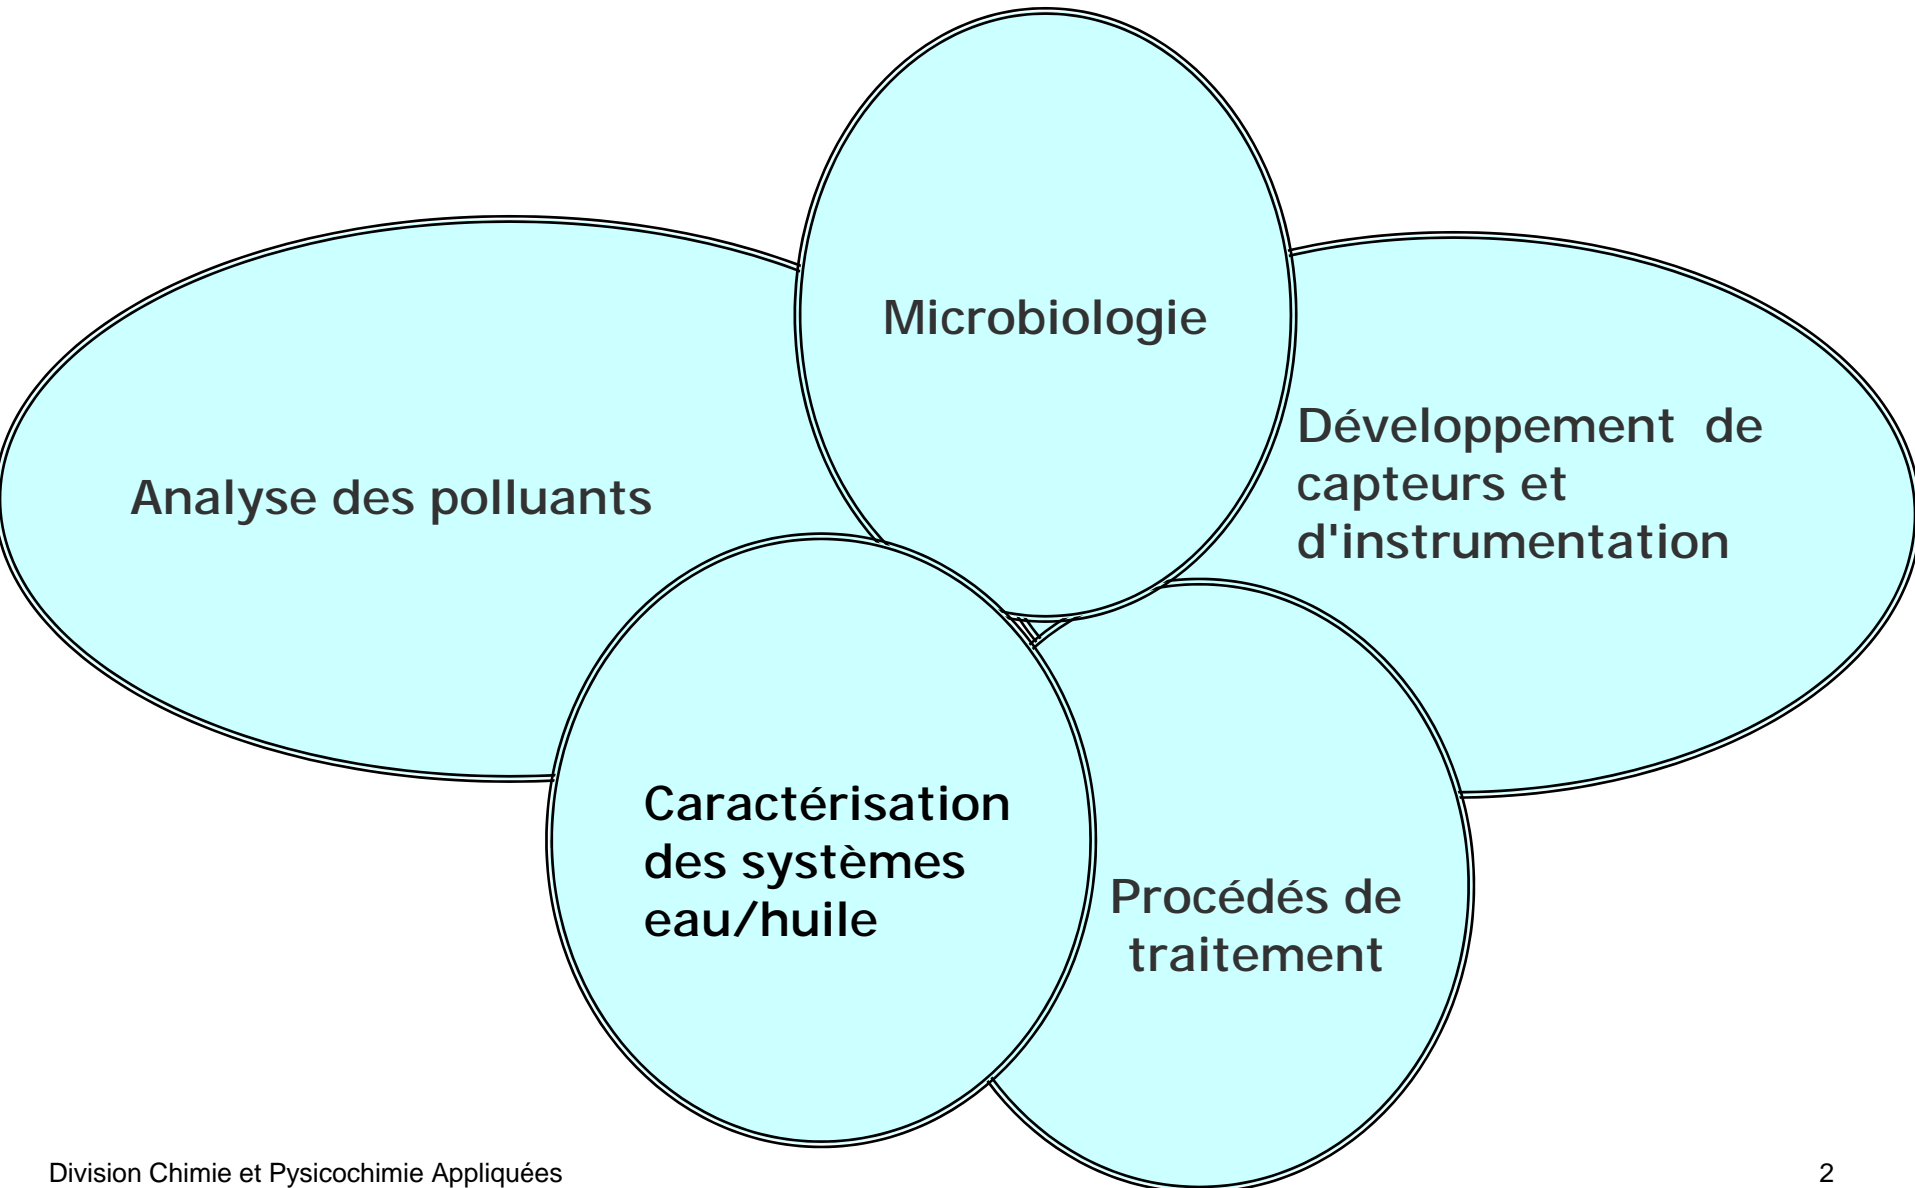 Microbiologie
Analyse des polluants
Développement de
capteurs et
d'instrumentation
Caractérisation
des systèmes
eau/huile
Procédés de
traitement
Division Chimie et Pysicochimie Appliquées
2